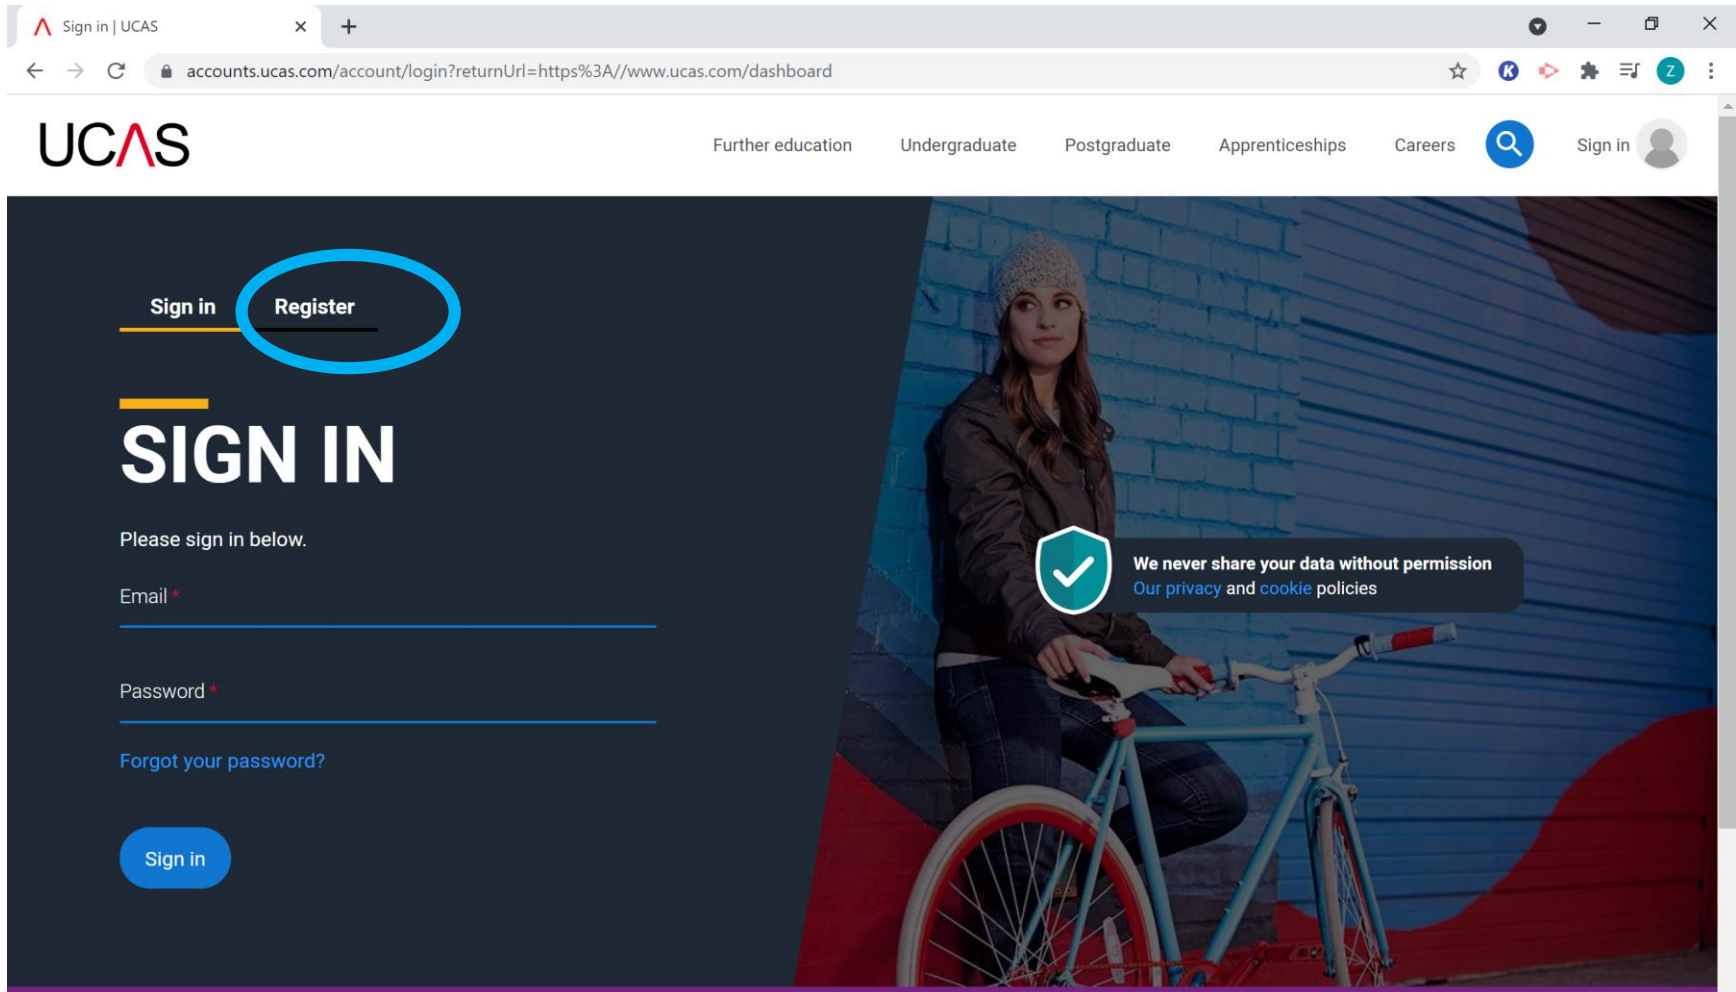 Sign in | UCAS
accounts.ucas.com/account/login?returnUrl=https%3A//www.ucas.com/dashboard
K
Z
UCAS
Further education Undergraduate Postgraduate Apprenticeships Careers Sign in
Sign in Register
SIGN IN
Please sign in below.
Email *
We never share your data without permission
Our privacy and cookie policies
Password *
Forgot your password?
Sign in